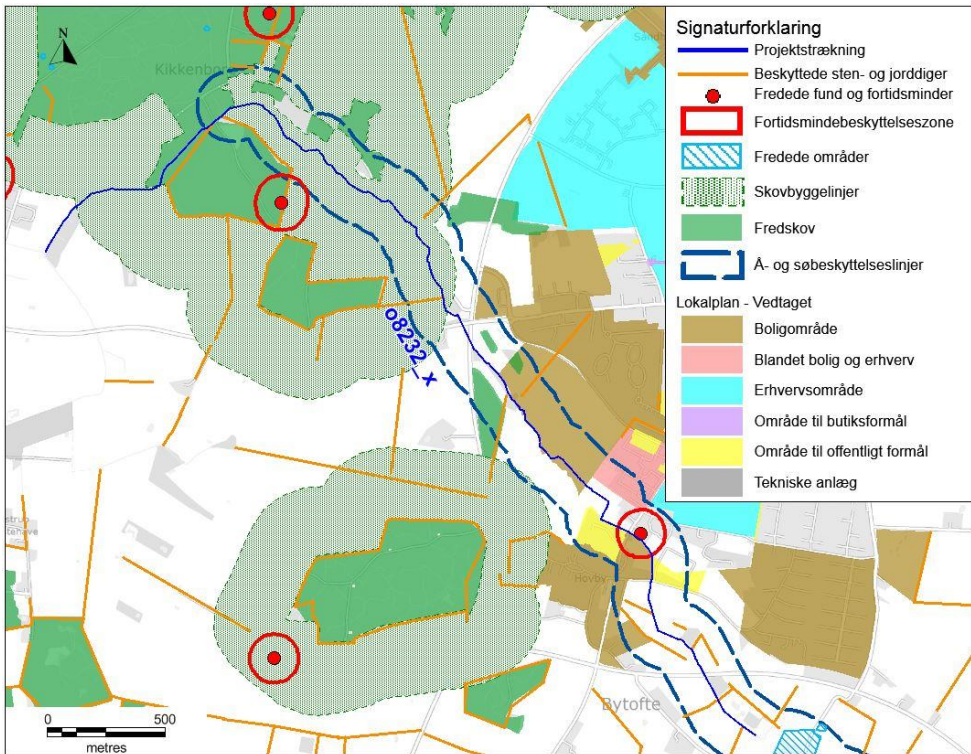 N
Kikkenbor
o8232_x
Hovby
Bytofte
0 500
metres
Signaturforklaring
Projektstrækning
Beskyttede sten- og jorddiger
Fredede fund og fortidsminder
Fortidsmindebeskyttelseszone
Fredede områder
Skovbyggelinjer
Fredskov
Å- og søbeskyttelseslinjer
Lokalplan - Vedtaget
Boligområde
Blandet bolig og erhverv
Erhvervsområde
Område til butiksformål
Område til offentligt formål
Tekniske anlæg